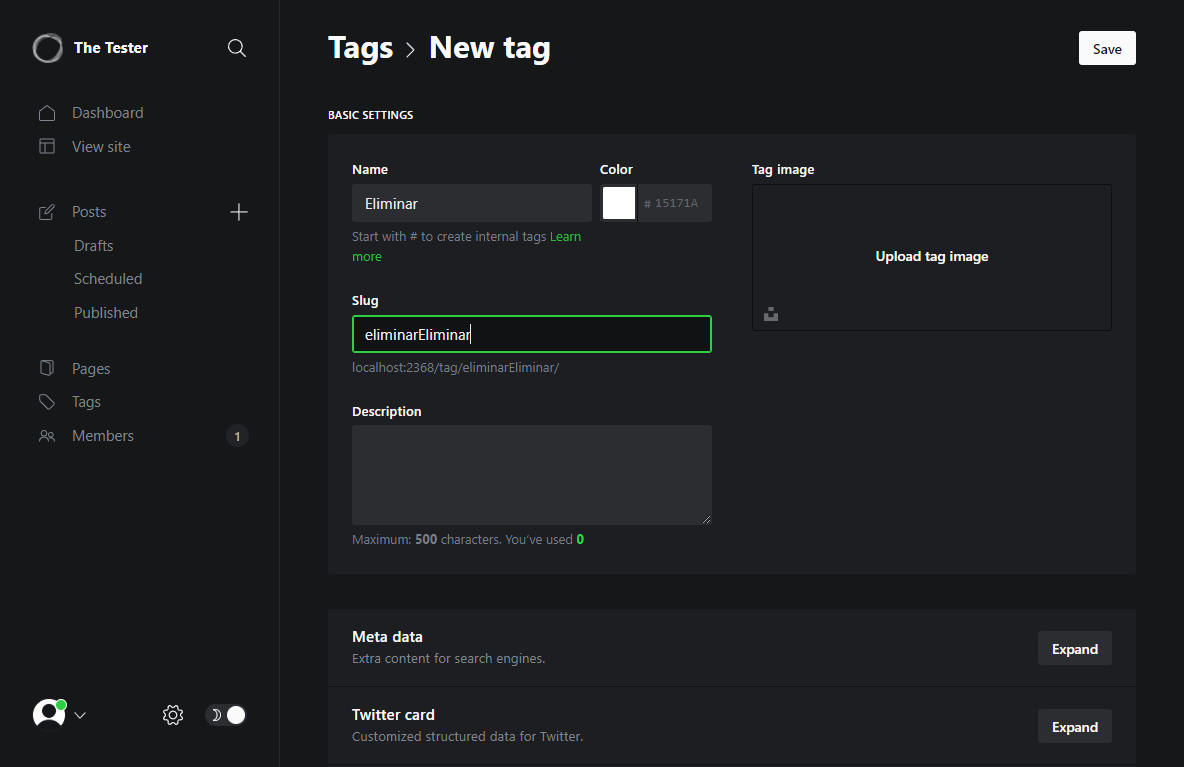 The Tester
Dashboard
View site
Posts
Drafts
Scheduled
Published
Pages
Tags
Members
1
Tags > New tag
Save
BASIC SETTINGS
Name
Eliminar
Start with # to create internal tags Learn
more
Color
# 15171A
Slug
eliminarEliminar
localhost:2368/tag/eliminarEliminar/
Description
Maximum: 500 characters. You've used 0
Tag image
Upload tag image
Meta data
Extra content for search engines.
Expand
Twitter card
Customized structured data for Twitter.
Expand